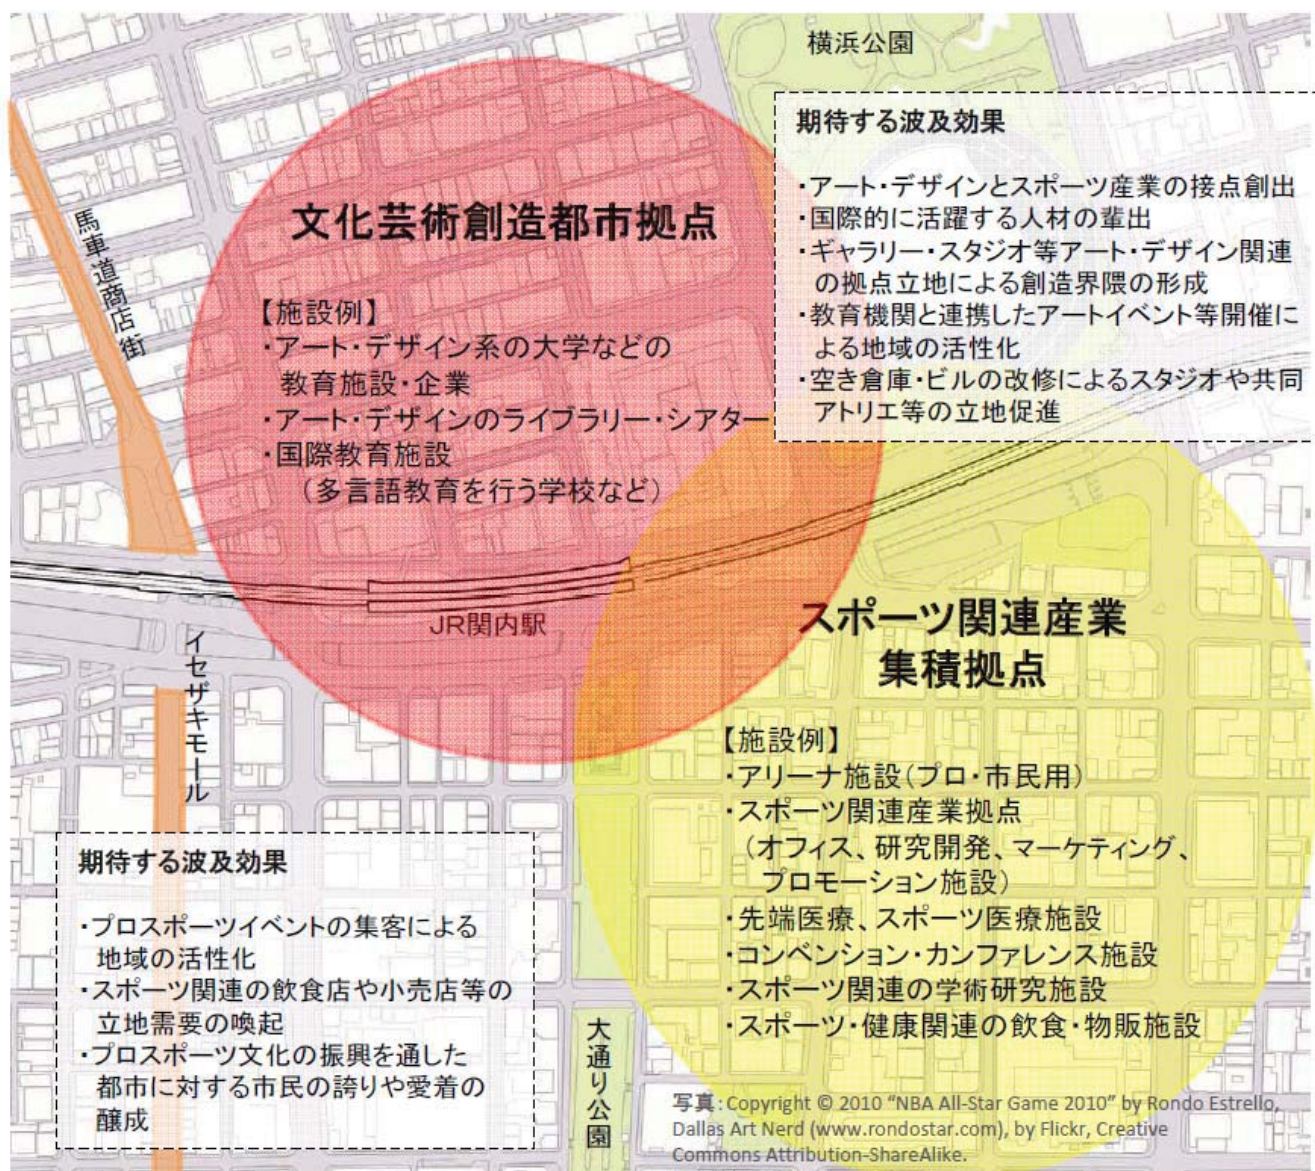 横浜公園
期待する波及効果
・アート・デザインとスポーツ産業の接点創出
・国際的に活躍する人材の輩出
・ギャラリー・スタジオ等アート・デザイン関連
の拠点立地による創造界隈の形成
・教育機関と連携したアートイベント等開催に
よる地域の活性化
・空き倉庫・ビルの改修によるスタジオや共同
アトリエ等の立地促進
文化芸術創造都市拠点
【施設例】
・アート・デザイン系の大学などの
教育施設・企業
・アート・デザインのライブラリー・シアター
・国際教育施設
（多言語教育を行う学校など）
馬車道商店街
JR関内駅
イセザキモール
スポーツ関連産業
集積拠点
【施設例】
・アリーナ施設（プロ・市民用）
・スポーツ関連産業拠点
（オフィス、研究開発、マーケティング、
プロモーション施設）
・先端医療、スポーツ医療施設
・コンベンション・カンファレンス施設
・スポーツ関連の学術研究施設
・スポーツ・健康関連の飲食・物販施設
期待する波及効果
・プロスポーツイベントの集客による
地域の活性化
・スポーツ関連の飲食店や小売店等の
立地需要の喚起
・プロスポーツ文化の振興を通した
都市に対する市民の誇りや愛着の
醸成
大通り公園
写真：Copyright © 2010 “NBA All-Star Game 2010” by Rondo Estrello,
Dallas Art Nerd (www.rondostar.com), by Flickr, Creative
Commons Attribution-ShareAlike.